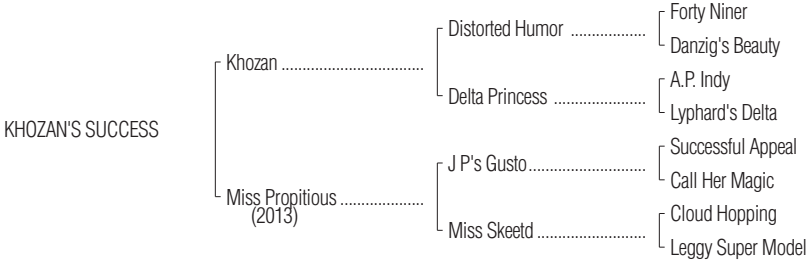 Forty Niner
Distorted Humor ..................
Danzig's Beauty
Khozan .................................
A.P. Indy
Delta Princess ......................
Lyphard's Delta
KHOZAN'S SUCCESS
Successful Appeal
J P's Gusto............................
Call Her Magic
Miss Propitious ....................
(2013)
Cloud Hopping
Miss Skeetd ..........................
Leggy Super Model